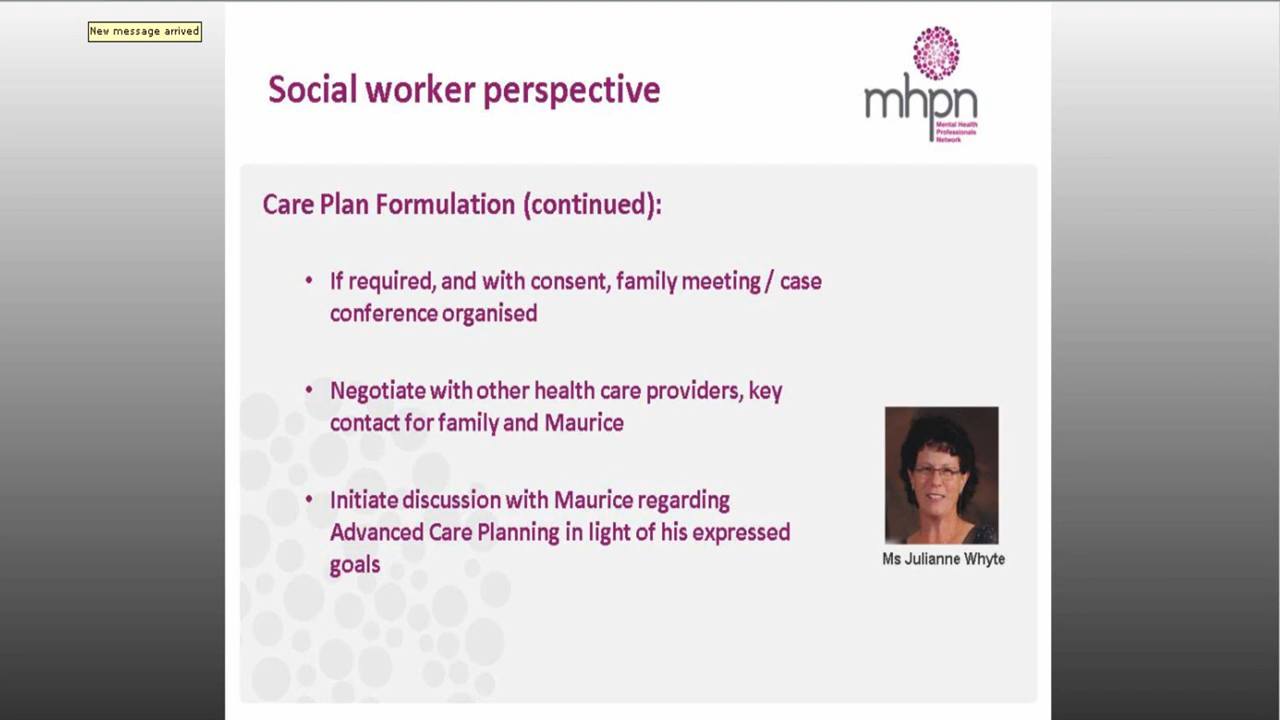 New message arrived
Social worker perspective
mhpn
Mental Health
Professionals
Network
Care Plan Formulation (continued):
• If required, and with consent, family meeting / case
conference organised
• Negotiate with other health care providers, key
contact for family and Maurice
• Initiate discussion with Maurice regarding
Advanced Care Planning in light of his expressed
goals
Ms Julianne Whyte